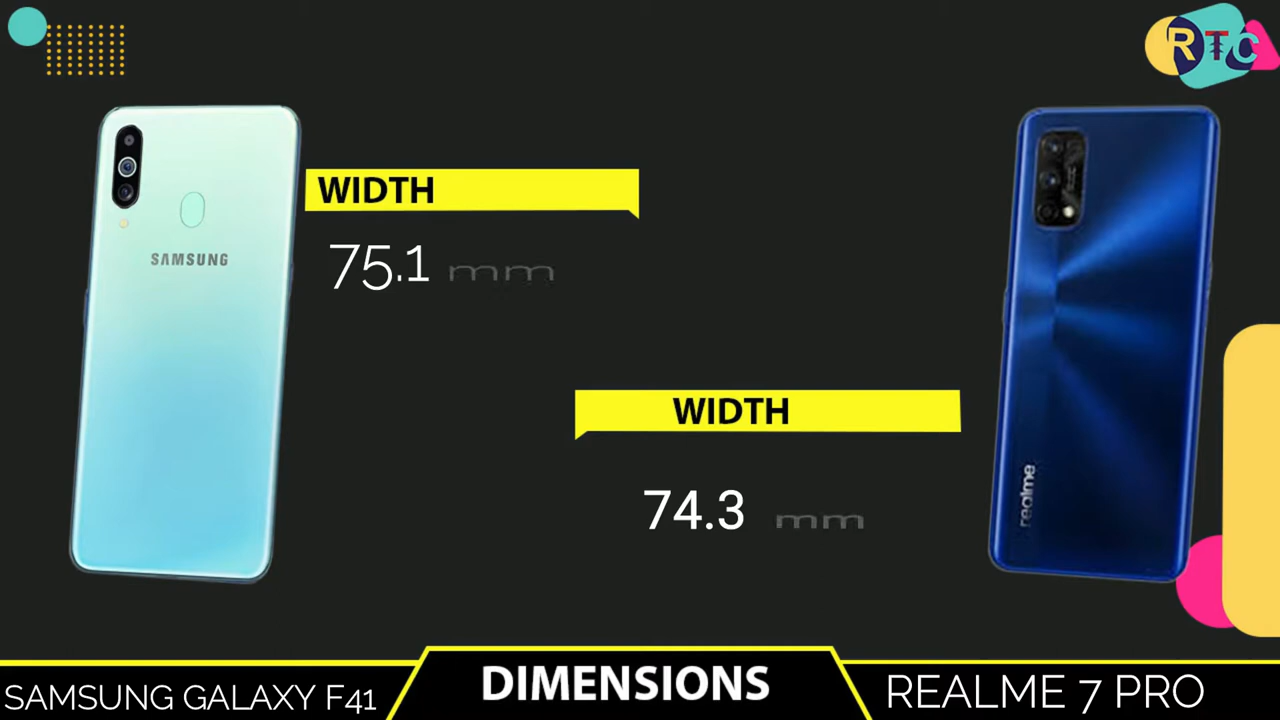 RTC
SAMSUNG
WIDTH
75.1 mm
WIDTH
74.3 mm
realme
SAMSUNG GALAXY F41
DIMENSIONS
REALME 7 PRO